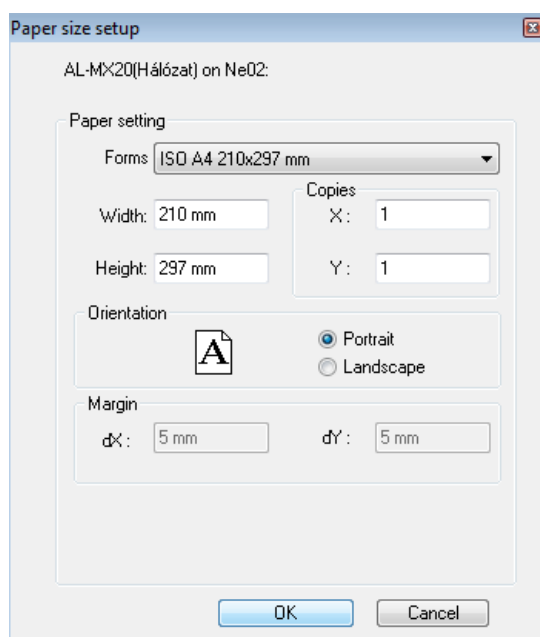 Paper size setup
AL-MX20(Hálózat) on Ne02:
Paper setting
Forms ISO A4 210x297 mm
Copies
Width: 210 mm X : 1
Height: 297 mm Y : 1
Orientation
A
Portrait
Landscape
Margin
dX : 5 mm dY : 5 mm
OK Cancel